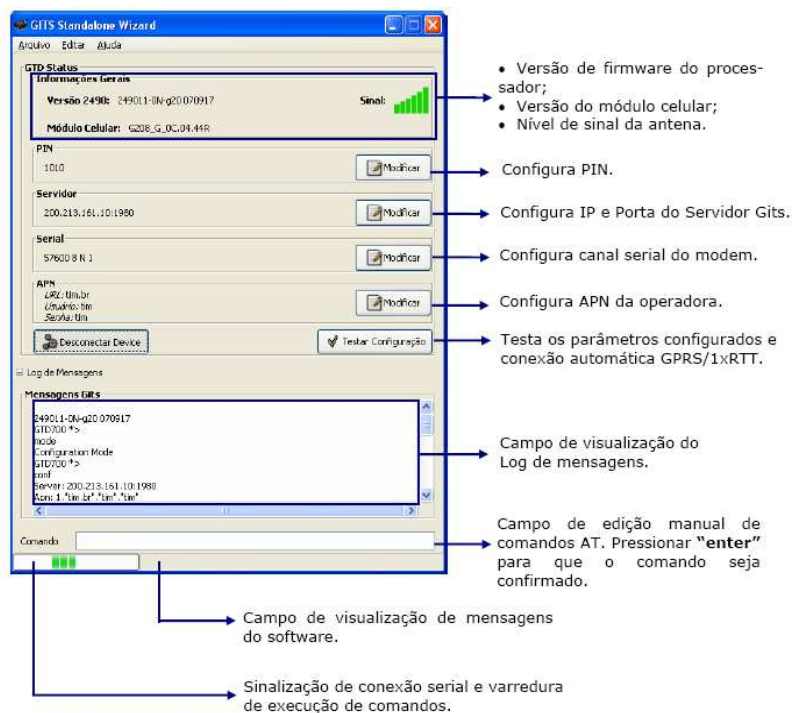 GITS Standalone Wizard
Arquivo Editar Ajuda
GTD Status
Informações Gerais
Versão 2490: 249011-0N-g20 070917
Sinal:
Módulo Celular: G20B_G_0C.04.44R
PIN
1010
Modificar
Servidor
200.213.161.10:1980
Modificar
Serial
57600 8 N 1
Modificar
APN
URL: tim.br
Usuário: tim
Senha: tim
Modificar
Desconectar Device
Testar Configuração
Log de Mensagens
Mensagens Gits
249011-0N-g20 070917
GTD700 *>
mode
Configuration Mode
GTD700 *>
conf
Server: 200.213.161.10:1980
Apn: 1,"tim.br","tim","tim"
Comando
• Versão de firmware do proces-
sador;
• Versão do módulo celular;
• Nível de sinal da antena.
Configura PIN.
Configura IP e Porta do Servidor Gits.
Configura canal serial do modem.
Configura APN da operadora.
Testa os parâmetros configurados e
conexão automática GPRS/1xRTT.
Campo de visualização do
Log de mensagens.
Campo de edição manual de
comandos AT. Pressionar “enter”
para que o comando seja
confirmado.
Campo de visualização de mensagens
do software.
Sinalização de conexão serial e varredura
de execução de comandos.